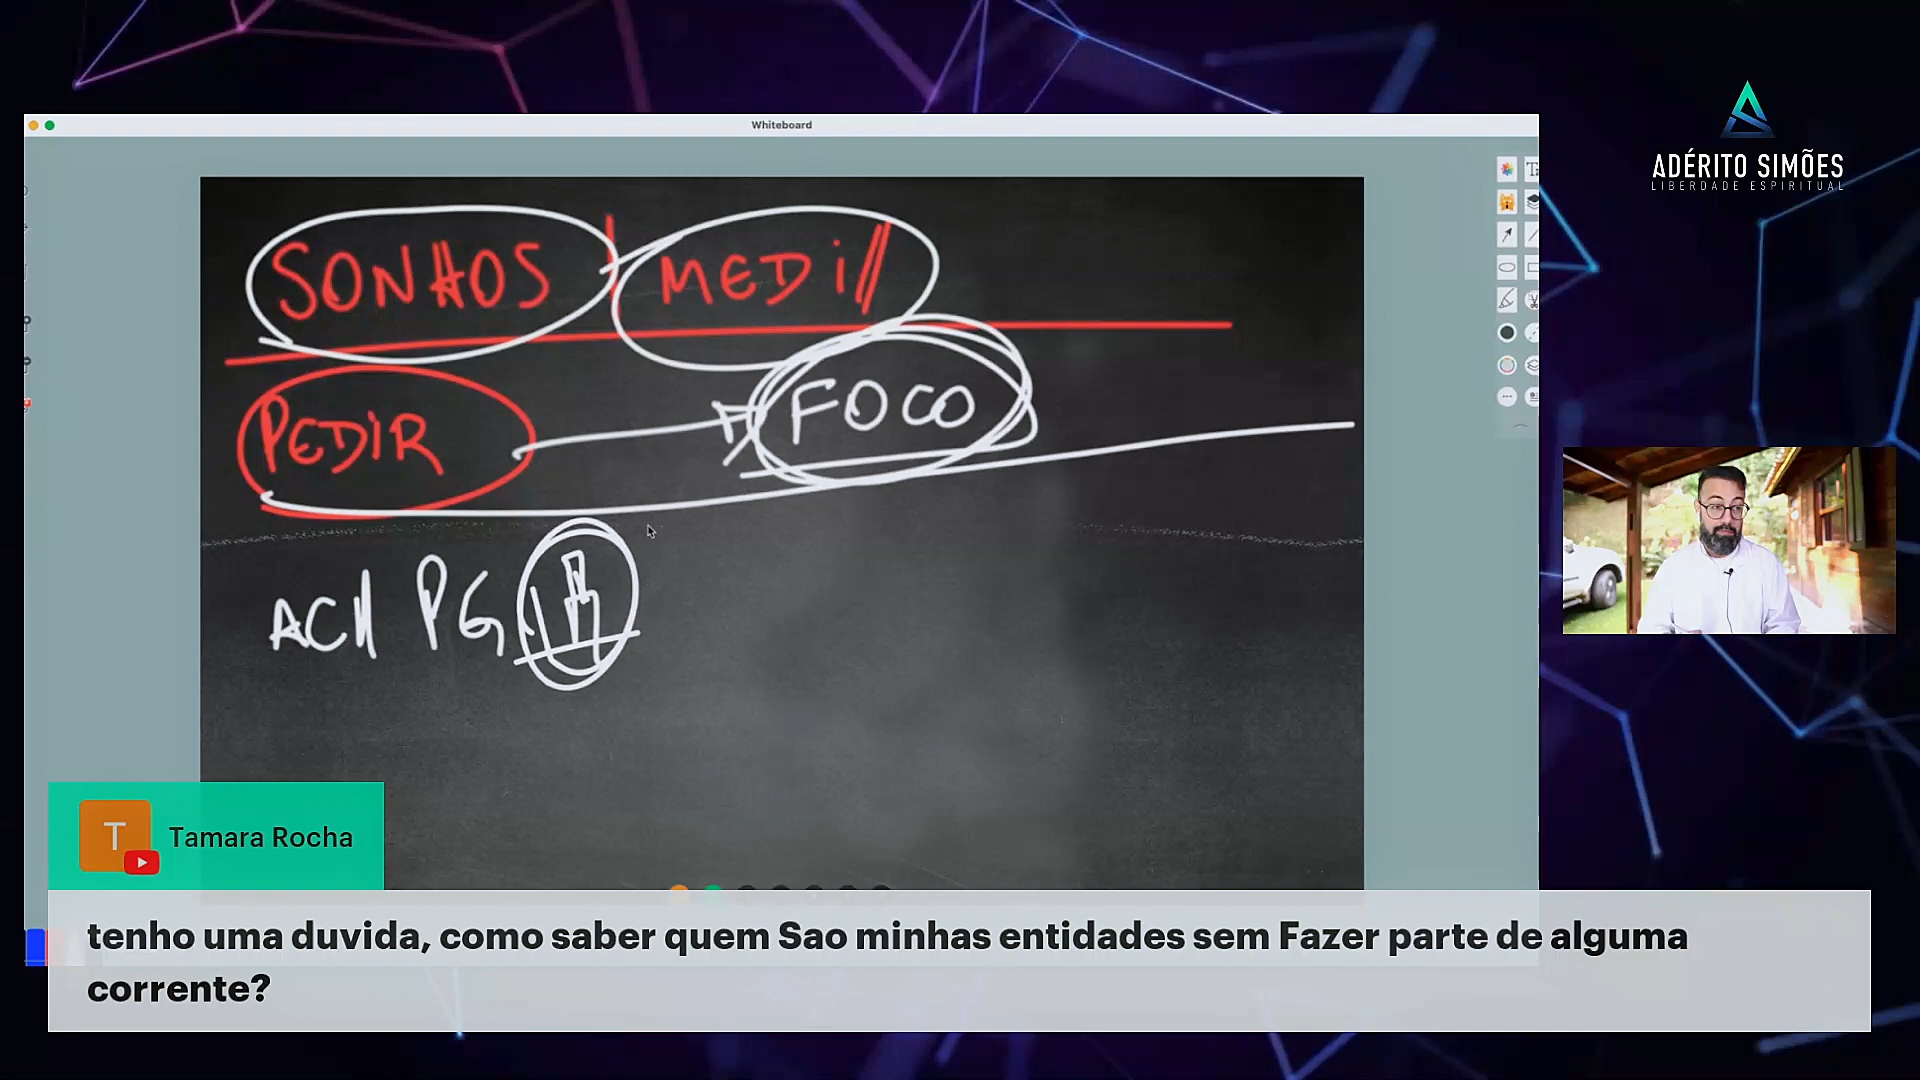 Whiteboard
ADÉRITO SIMÕES
LIBERDADE ESPIRITUAL
SONHOS MEDi//
PEDIR FOCO
ACH PG
T Tamara Rocha
tenho uma duvida, como saber quem Sao minhas entidades sem Fazer parte de alguma
corrente?